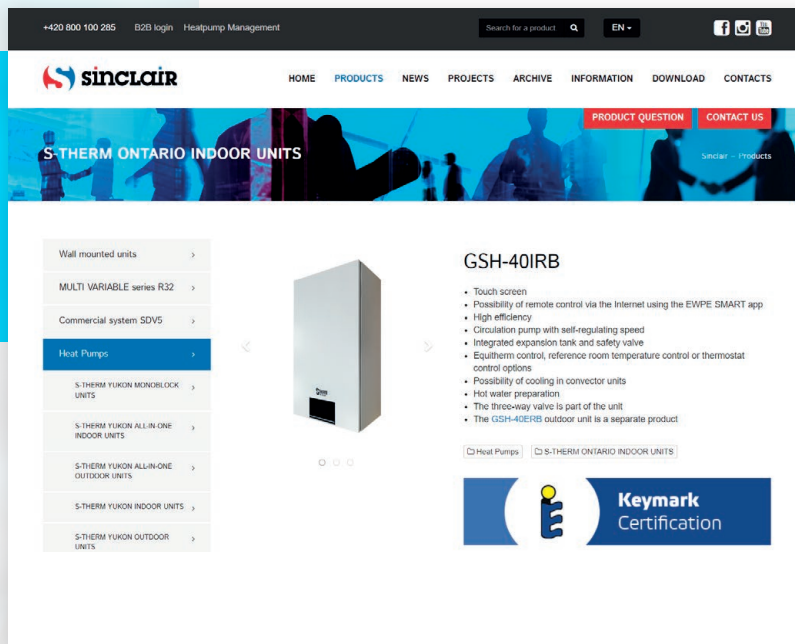 +420 800 100 285 B2B login Heatpump Management Search for a product EN
sinclair HOME PRODUCTS NEWS PROJECTS ARCHIVE INFORMATION DOWNLOAD CONTACTS
PRODUCT QUESTION CONTACT US
S-THERM ONTARIO INDOOR UNITS
Sinclair - Products
Wall mounted units
MULTI VARIABLE series R32
Commercial system SDV5
Heat Pumps
S-THERM YUKON MONOBLOCK
UNITS
S-THERM YUKON ALL-IN-ONE
INDOOR UNITS
S-THERM YUKON ALL-IN-ONE
OUTDOOR UNITS
S-THERM YUKON INDOOR UNITS
S-THERM YUKON OUTDOOR
UNITS
GSH-40IRB
• Touch screen
• Possibility of remote control via the Internet using the EWPE SMART app
• High efficiency
• Circulation pump with self-regulating speed
• Integrated expansion tank and safety valve
• Equitherm control, reference room temperature control or thermostat
control options
• Possibility of cooling in convector units
• Hot water preparation
• The three-way valve is part of the unit
• The GSH-40ERB outdoor unit is a separate product
Heat Pumps S-THERM ONTARIO INDOOR UNITS
Keymark
Certification